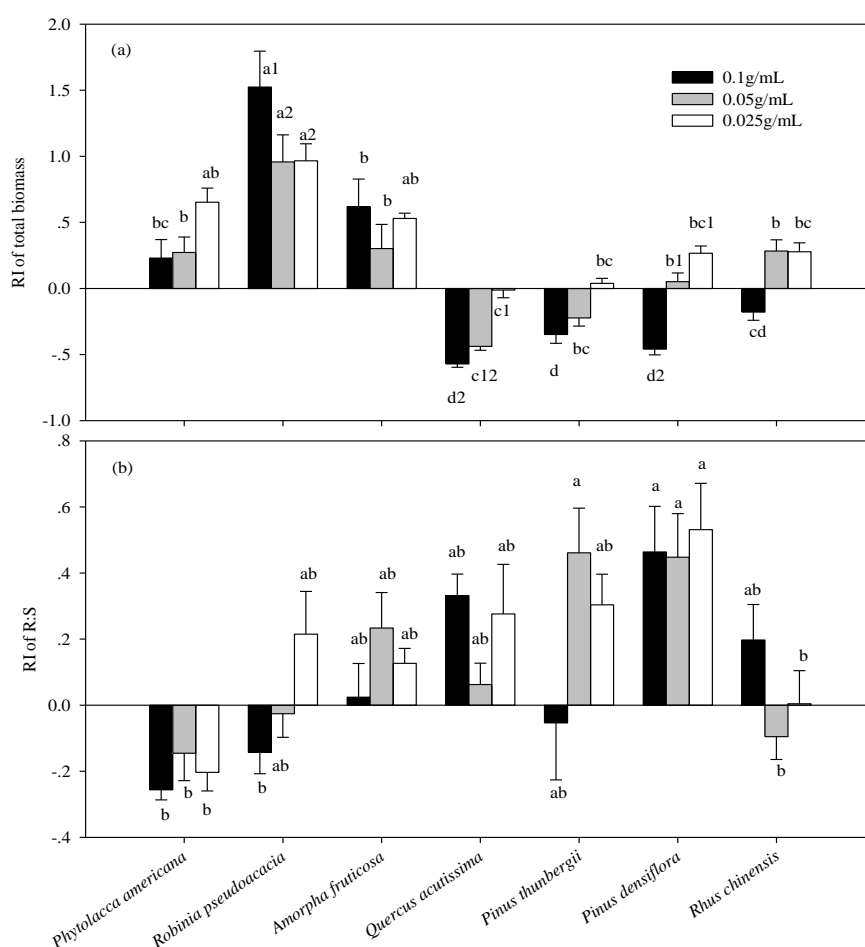 2.0
(a)
a1
1.5
0.1g/mL
0.05g/mL
a2
a2
0.025g/mL
1.0
b
ab
ab
b
bc1
b
bc
.5
bc
b
b1
bc
RI of total biomass
0.0
c1
cd
bc
-.5
d2
c12
d
d2
-1.0
.8
(b)
a
a
a
a
.6
ab
ab
ab
ab
ab
ab
.4
ab
ab
ab
b
.2
RI of R:S
0.0
ab
b
b
-.2
b
b
b
ab
-.4
Phytolacca americana
Robinia pseudoacacia
Amorpha fruticosa
Quercus acutissima
Pinus thunbergii
Pinus densiflora
Rhus chinensis